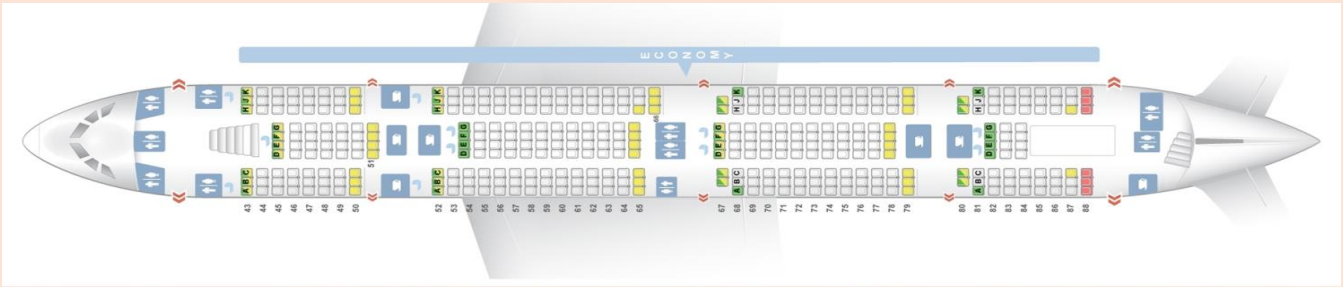 ECONOMY
H J K
H J K
H J K
H J K
D E F G
D E F G
D E F G
D E F G
66
51
A B C
A B C
A B C
A B C
43 44 45 46 47 48 49 50 52 53 54 55 56 57 58 59 60 61 62 63 64 65 67 68 69 70 71 72 73 74 75 76 77 78 79 80 81 82 83 84 85 86 87 88